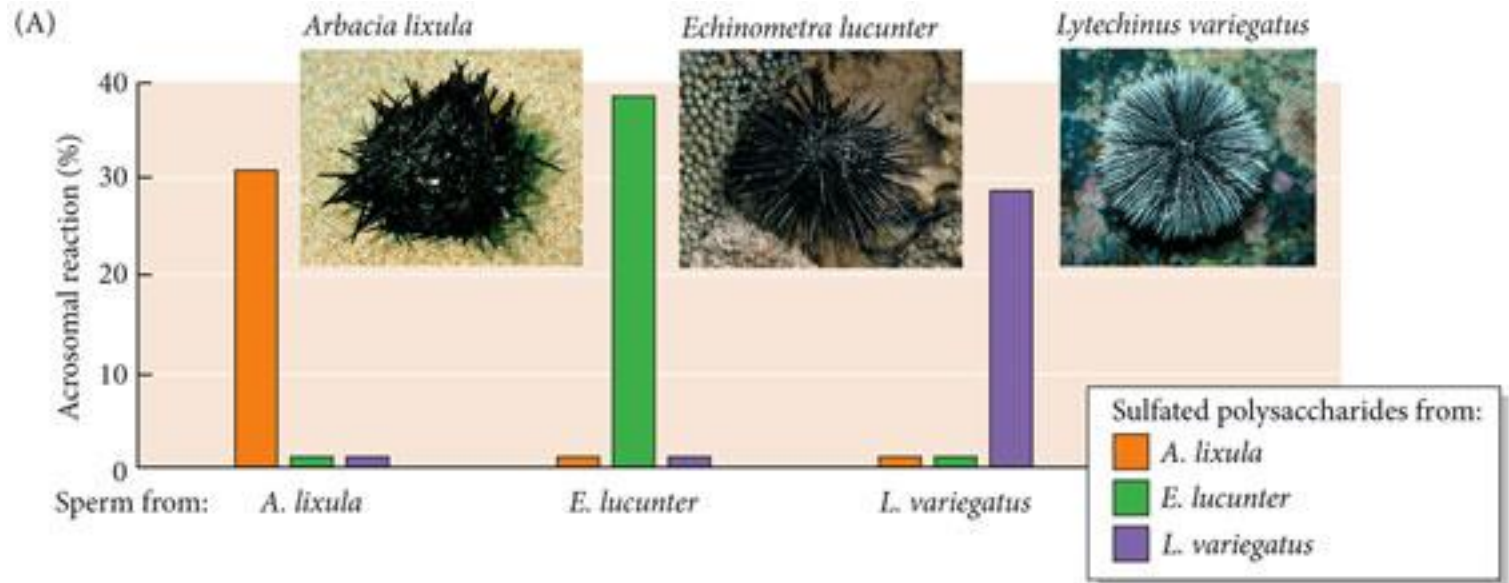 (A)
Arbacia lixula
Echinometra lucunter
Lytechinus variegatus
Acrosomal reaction (%)
40
30
20
10
0
Sperm from: A. lixula E. lucunter L. variegatus
Sulfated polysaccharides from:
A. lixula
E. lucunter
L. variegatus